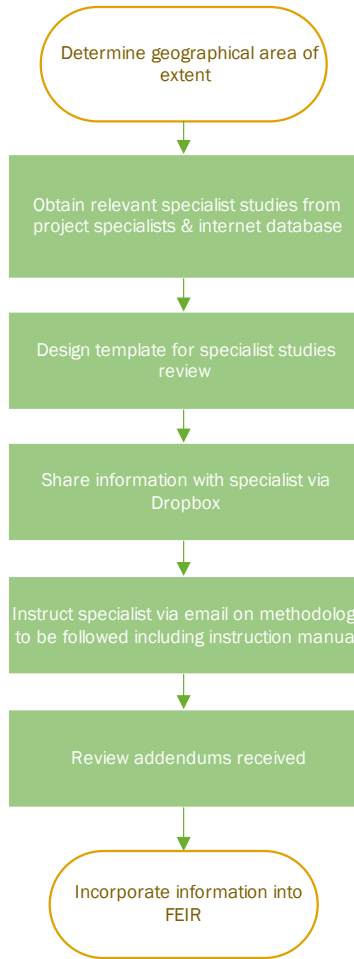 Determine geographical area of
extent
Obtain relevant specialist studies from
project specialists & internet database
Design template for specialist studies
review
Share information with specialist via
Dropbox
Instruct specialist via email on methodolog
to be followed including instruction manua
Review addendums received
Incorporate information into
FEIR